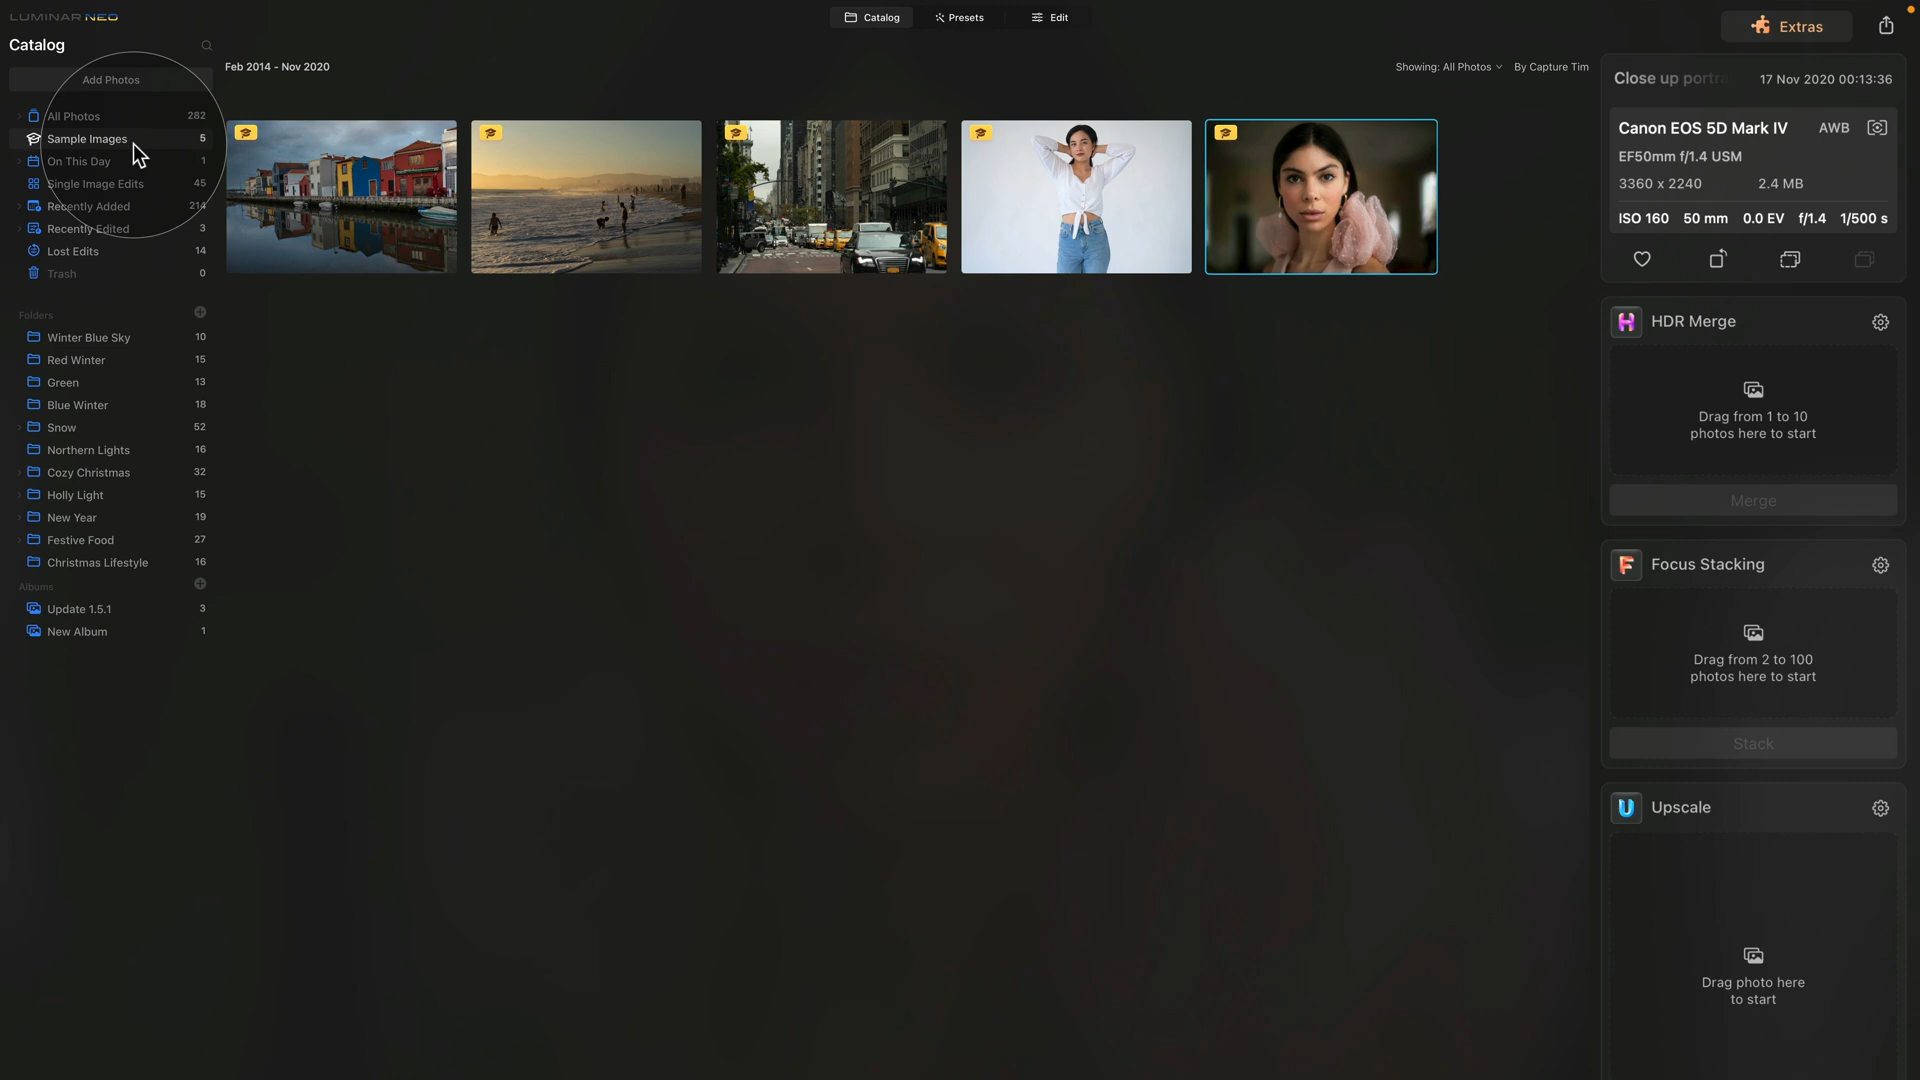 LUMINAR NEO
Catalog
Presets
Edit
Extras
Catalog
Add Photos
All Photos 282
Sample Images 5
On This Day 1
Single Image Edits 45
Recently Added 214
Recently Edited 3
Lost Edits 14
Trash 0
Folders
Winter Blue Sky 10
Red Winter 15
Green 13
Blue Winter 18
Snow 52
Northern Lights 16
Cozy Christmas 32
Holly Light 15
New Year 19
Festive Food 27
Christmas Lifestyle 16
Albums
Update 1.5.1 3
New Album 1
Feb 2014 - Nov 2020
Showing: All Photos
By Capture Tim
Close up portra 17 Nov 2020 00:13:36
Canon EOS 5D Mark IV AWB
EF50mm f/1.4 USM
3360 x 2240 2.4 MB
ISO 160 50 mm 0.0 EV f/1.4 1/500 s
HDR Merge
Drag from 1 to 10
photos here to start
Merge
Focus Stacking
Drag from 2 to 100
photos here to start
Stack
Upscale
Drag photo here
to start